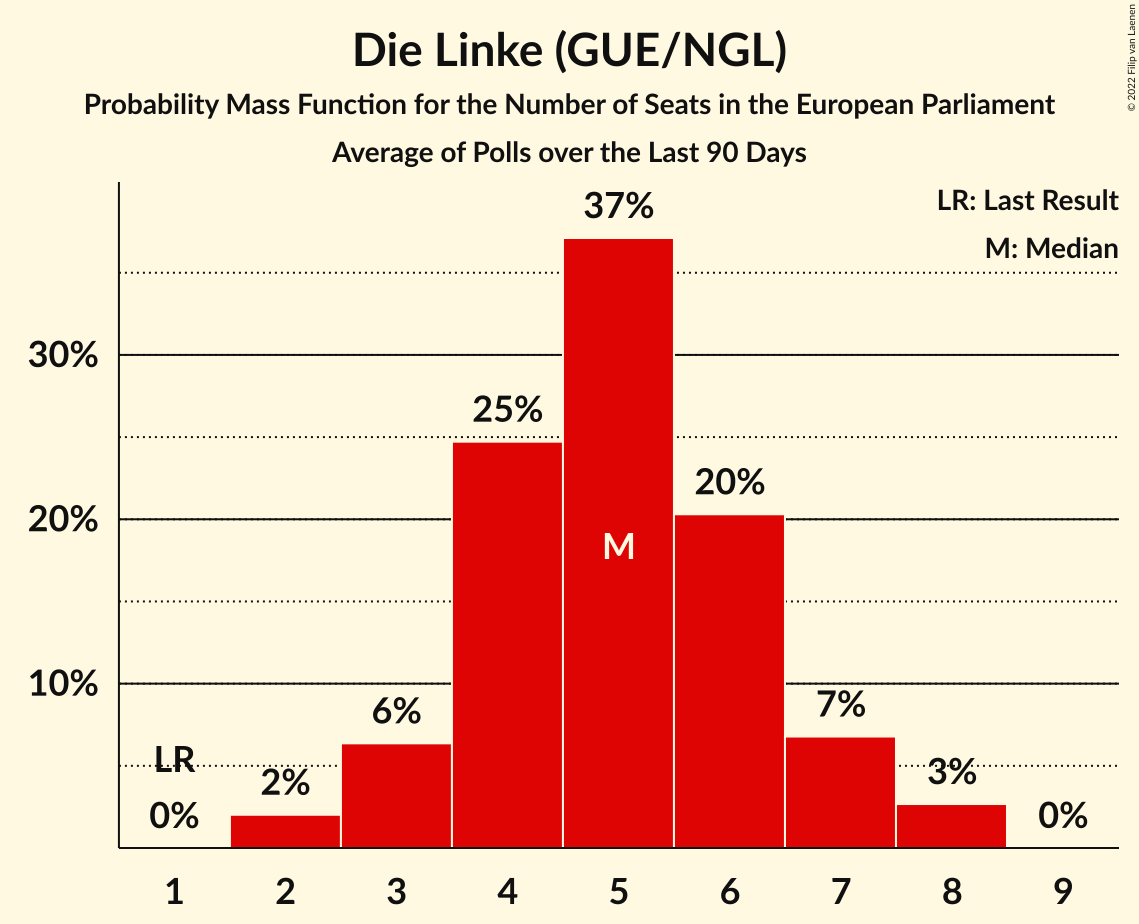 Die Linke (GUE/NGL)
Probability Mass Function for the Number of Seats in the European Parliament
Average of Polls over the Last 90 Days
© 2022 Filip van Laenen
LR: Last Result
M: Median
30%
20%
10%
LR
0%
2%
6%
25%
37%
M
20%
7%
3%
0%
1 2 3 4 5 6 7 8 9